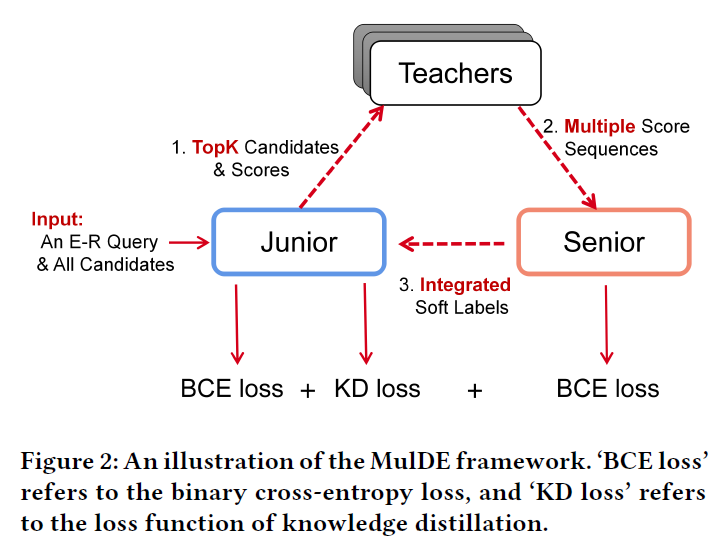 Teachers
1. TopK Candidates
& Scores
2. Multiple Score
Sequences
Input:
An E-R Query
& All Candidates
Junior
Senior
3. Integrated
Soft Labels
BCE loss + KD loss + BCE loss
Figure 2: An illustration of the MulDE framework. ‘BCE loss’
refers to the binary cross-entropy loss, and ‘KD loss’ refers
to the loss function of knowledge distillation.